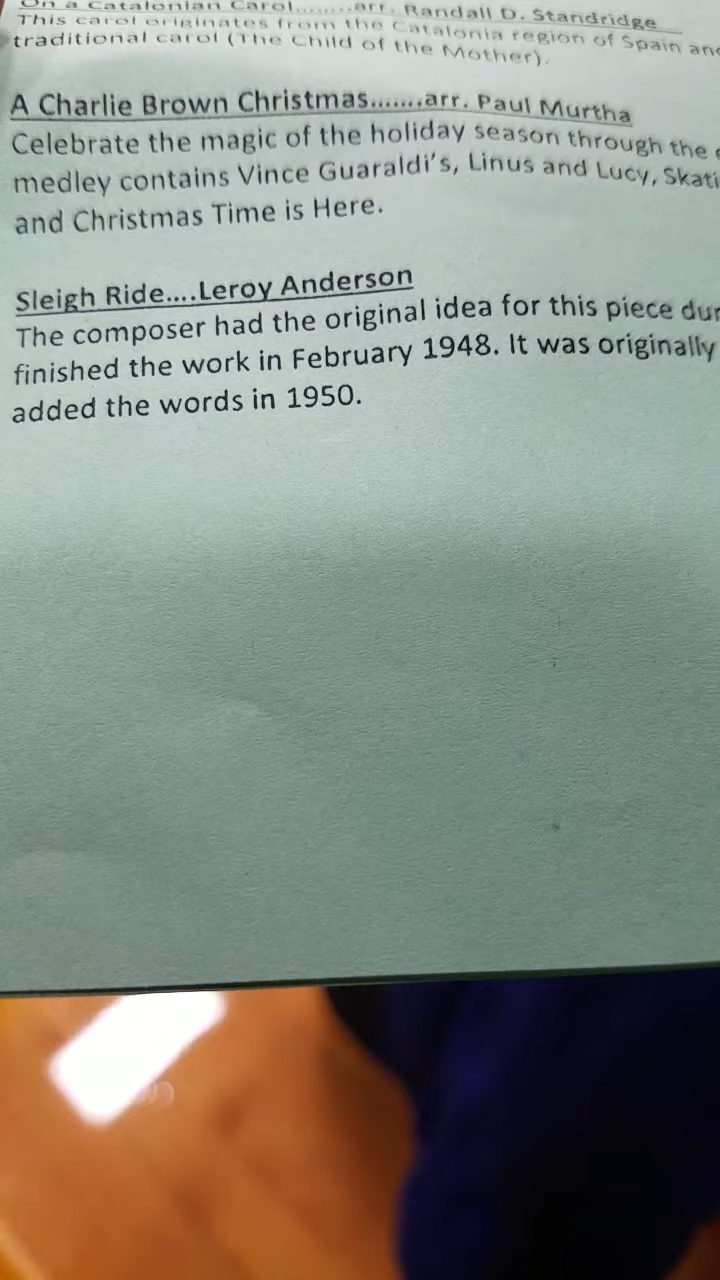 On a Catalonian Carol........arr. Randall D. Standridge
This carol originates from the Catalonia region of Spain and
traditional carol (The Child of the Mother).
A Charlie Brown Christmas.......arr. Paul Murtha
Celebrate the magic of the holiday season through the
medley contains Vince Guaraldi's, Linus and Lucy, Skati
and Christmas Time is Here.
Sleigh Ride....Leroy Anderson
The composer had the original idea for this piece dur
finished the work in February 1948. It was originally
added the words in 1950.